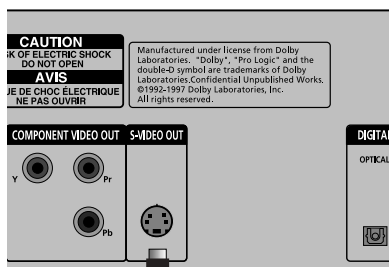 CAUTION
SK OF ELECTRIC SHOCK
DO NOT OPEN
AVIS
UE DE CHOC ÉLECTRIQUE
NE PAS OUVRIR
Manufactured under license from Dolby
Laboratories. "Dolby", "Pro Logic" and the
double-D symbol are trademarks of Dolby
Laboratories.Confidential Unpublished Works.
©1992-1997 Dolby Laboratories, Inc.
All rights reserved.
COMPONENT VIDEO OUT
S-VIDEO OUT
DIGITAL
OPTICAL
Y
Pr
Pb